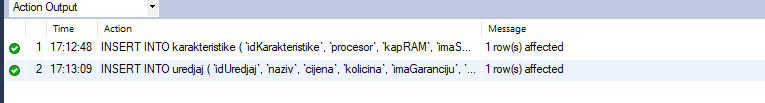 Action Output
Time Action Message
1 17:12:48 INSERT INTO karakteristike ( `idKarakteristike`, `procesor`, `kapRAM`, `imaS... 1 row(s) affected
2 17:13:09 INSERT INTO uredjaj ( `idUredjaj`, `naziv`, `cijena`, `kolicina`, `imaGaranciju`, `... 1 row(s) affected